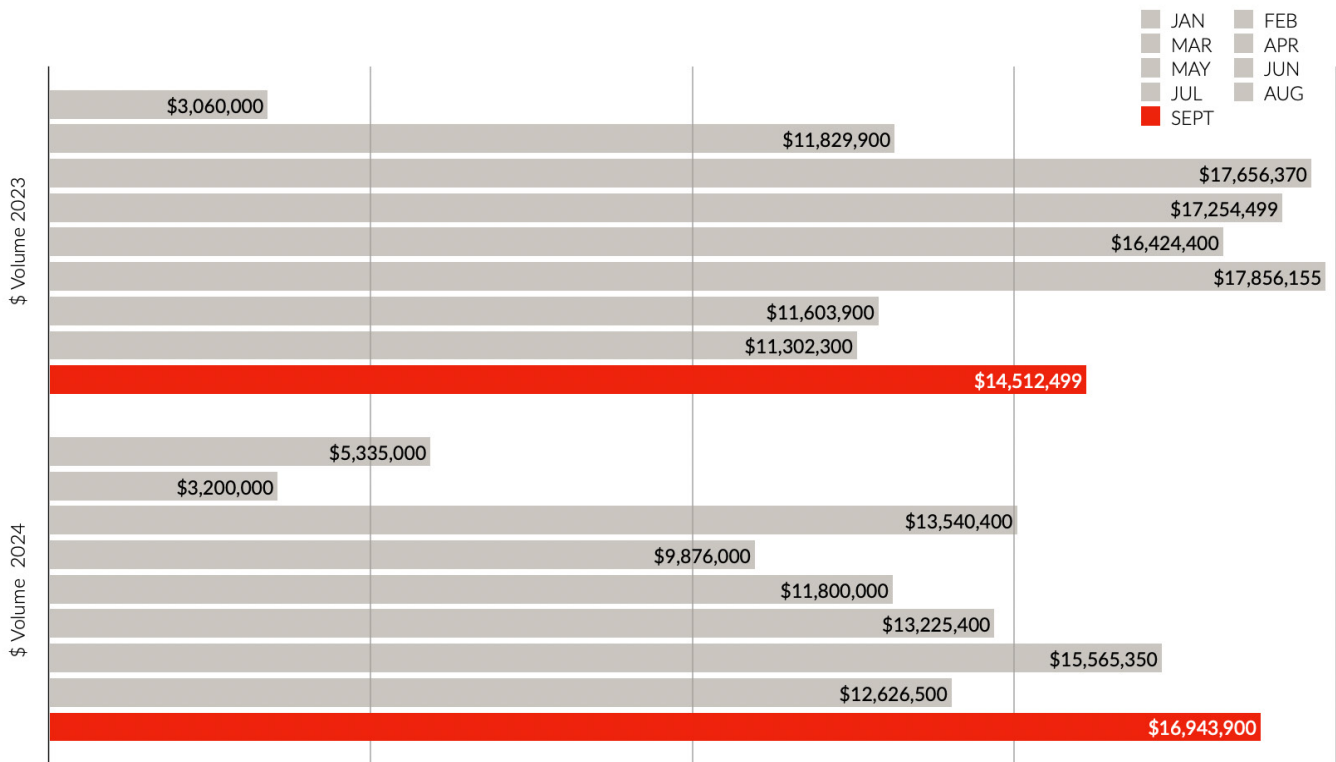 JAN FEB
MAR APR
MAY JUN
JUL AUG
SEPT
$ Volume 2023
$3,060,000
$11,829,900
$17,656,370
$17,254,499
$16,424,400
$17,856,155
$11,603,900
$11,302,300
$14,512,499
$ Volume 2024
$5,335,000
$3,200,000
$13,540,400
$9,876,000
$11,800,000
$13,225,400
$15,565,350
$12,626,500
$16,943,900